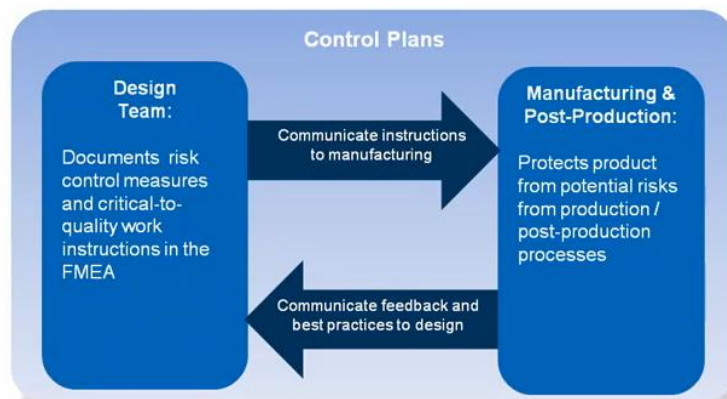 Control Plans
Design
Team:
Documents risk
control measures
and critical-to-
quality work
instructions in the
FMEA
Communicate instructions
to manufacturing
Communicate feedback and
best practices to design
Manufacturing &
Post-Production:
Protects product
from potential risks
from production /
post-production
processes